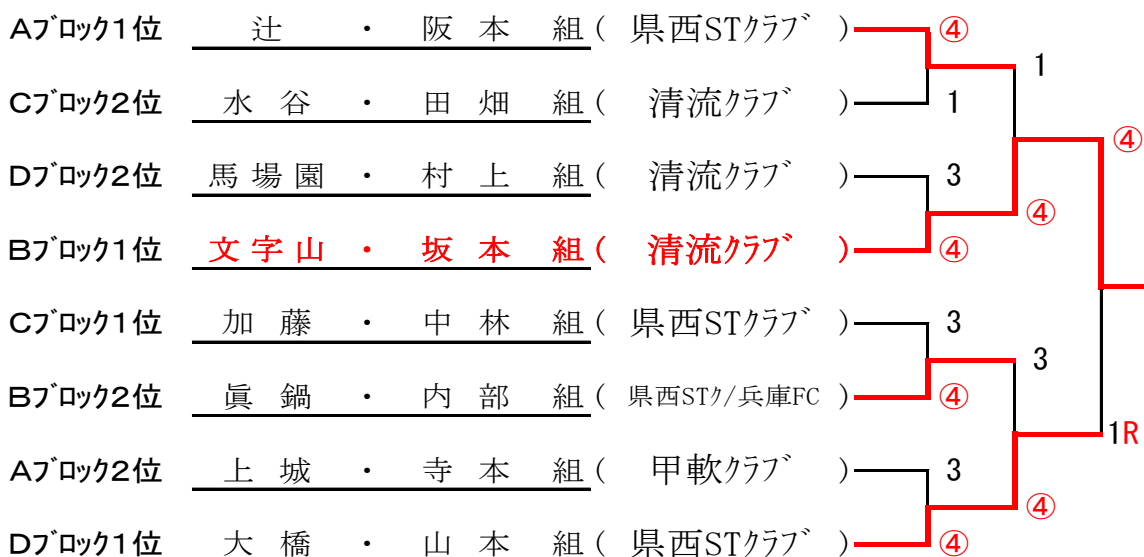 Aﾌﾞﾛｯｸ1位 辻 ・ 阪本 組( 県西STｸﾗﾌﾞ ) ④
1
Cﾌﾞﾛｯｸ2位 水谷 ・ 田畑 組( 清流ｸﾗﾌﾞ ) 1
④
Dﾌﾞﾛｯｸ2位 馬場園 ・ 村上 組( 清流ｸﾗﾌﾞ ) 3
④
Bﾌﾞﾛｯｸ1位 文字山 ・ 坂本 組( 清流ｸﾗﾌﾞ ) ④
Cﾌﾞﾛｯｸ1位 加藤 ・ 中林 組( 県西STｸﾗﾌﾞ ) 3
3
Bﾌﾞﾛｯｸ2位 眞鍋 ・ 内部 組( 県西STｸ/兵庫FC ) ④
1R
Aﾌﾞﾛｯｸ2位 上城 ・ 寺本 組( 甲軟ｸﾗﾌﾞ ) 3
④
Dﾌﾞﾛｯｸ1位 大橋 ・ 山本 組( 県西STｸﾗﾌﾞ ) ④